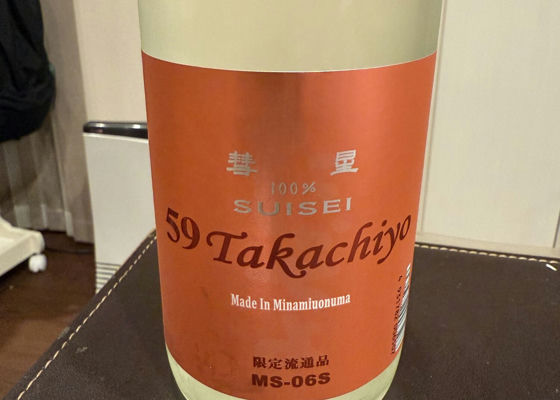 彗 星
100%
SUISEI
59 Takachiyo
Made In Minamiuonuma
限定流通品
MS-06S